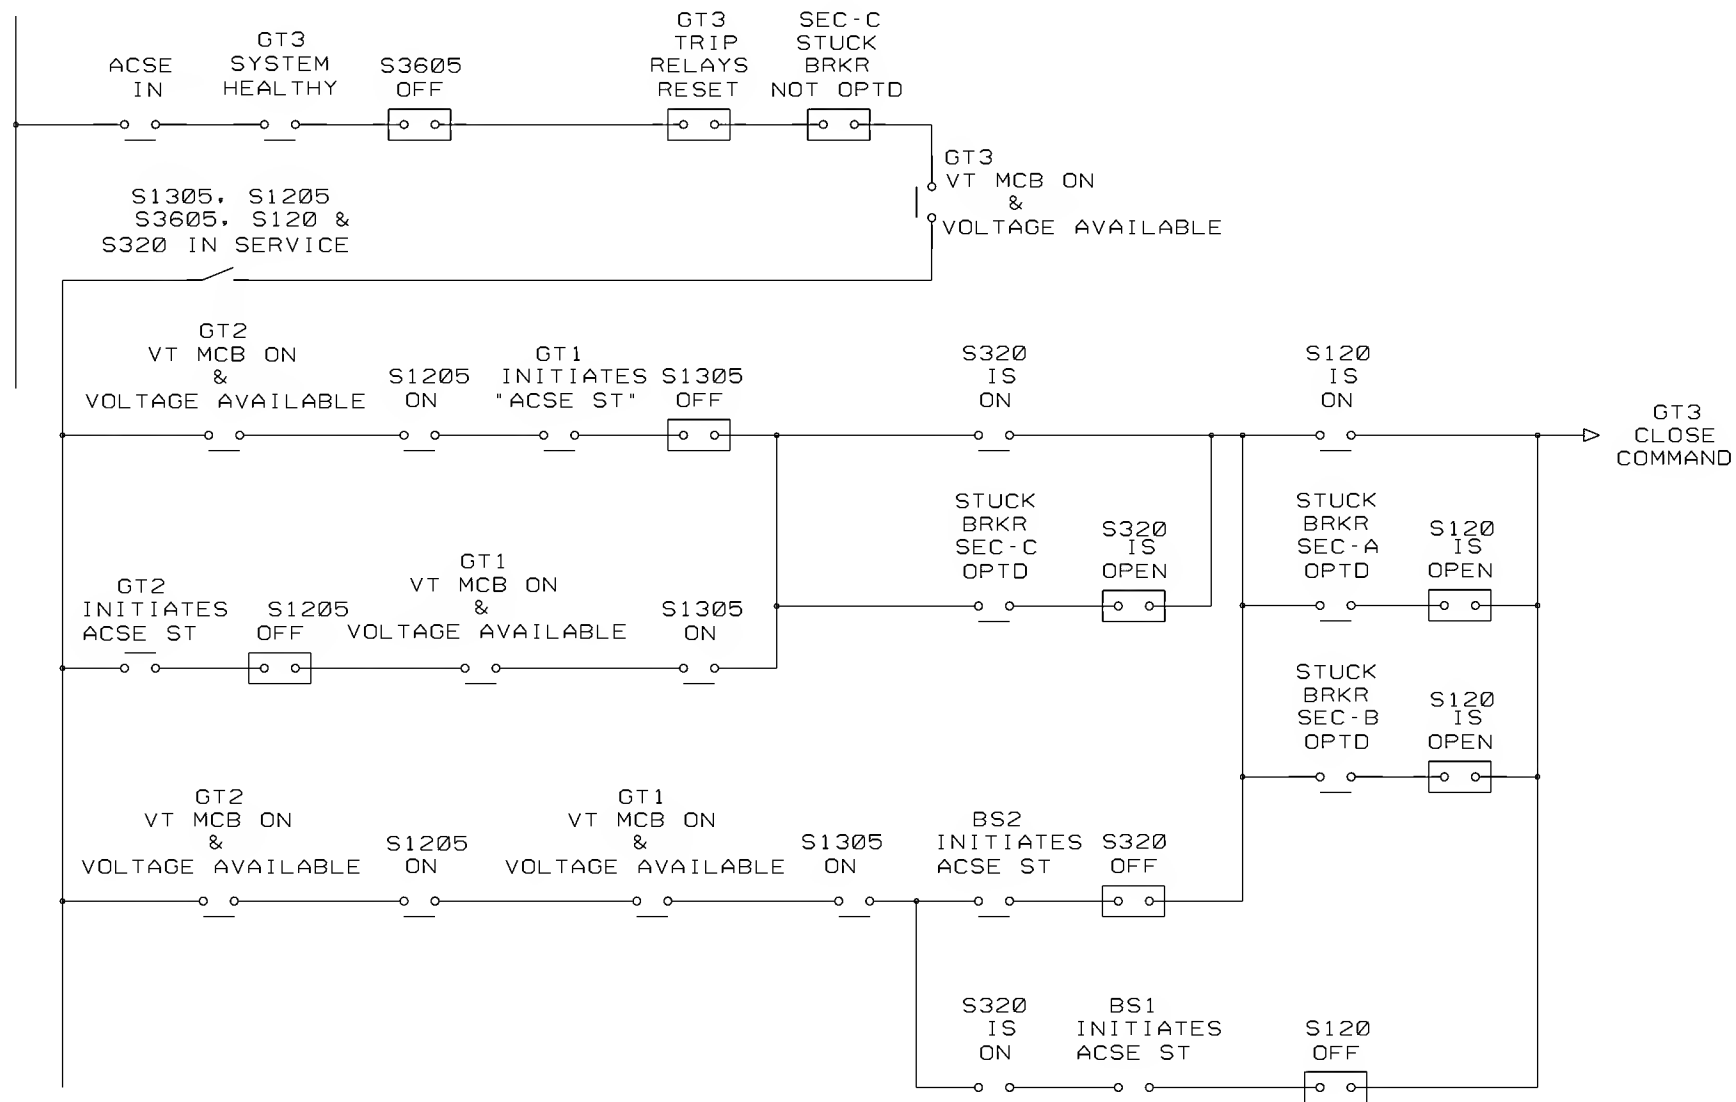 ACSE
IN
GT3
SYSTEM
HEALTHY
S3605
OFF
GT3
TRIP
RELAYS
RESET
SEC-C
STUCK
BRKR
NOT OPTD
GT3
VT MCB ON
&
VOLTAGE AVAILABLE
S1305, S1205
S3605, S120 &
S320 IN SERVICE
GT2
VT MCB ON
&
VOLTAGE AVAILABLE
S1205
ON
GT1
INITIATES
"ACSE ST"
S1305
OFF
S320
IS
ON
S120
IS
ON
GT3
CLOSE
COMMAND
STUCK
BRKR
SEC-C
OPTD
S320
IS
OPEN
STUCK
BRKR
SEC-A
OPTD
S120
IS
OPEN
GT2
INITIATES
ACSE ST
S1205
OFF
GT1
VT MCB ON
&
VOLTAGE AVAILABLE
S1305
ON
STUCK
BRKR
SEC-B
OPTD
S120
IS
OPEN
GT2
VT MCB ON
&
VOLTAGE AVAILABLE
S1205
ON
GT1
VT MCB ON
&
VOLTAGE AVAILABLE
S1305
ON
BS2
INITIATES
ACSE ST
S320
OFF
S320
IS
ON
BS1
INITIATES
ACSE ST
S120
OFF